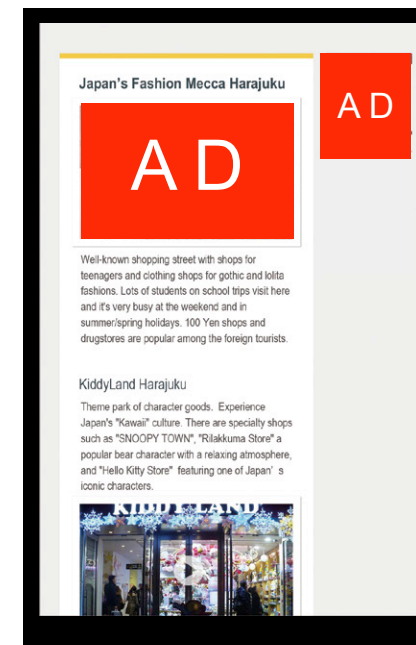 Japan's Fashion Mecca Harajuku
AD
AD
Well-known shopping street with shops for
teenagers and clothing shops for gothic and lolita
fashions. Lots of students on school trips visit here
and it's very busy at the weekend and in
summer/spring holidays. 100 Yen shops and
drugstores are popular among the foreign tourists.
KiddyLand Harajuku
Theme park of character goods.  Experience
Japan's "Kawaii" culture. There are specialty shops
such as "SNOOPY TOWN", "Rilakkuma Store" a
popular bear character with a relaxing atmosphere,
and "Hello Kitty Store"  featuring one of Japan’s
iconic characters.
KIDDY LAND